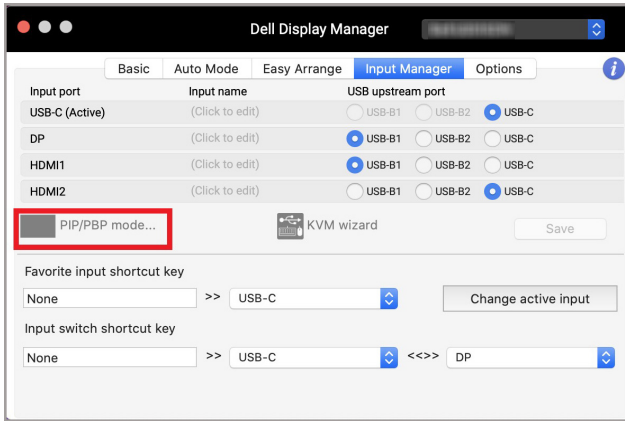 Dell Display Manager
Basic Auto Mode Easy Arrange Input Manager Options i
Input port Input name USB upstream port
USB-C (Active) (Click to edit) USB-B1 USB-B2 USB-C
DP (Click to edit) USB-B1 USB-B2 USB-C
HDMI1 (Click to edit) USB-B1 USB-B2 USB-C
HDMI2 (Click to edit) USB-B1 USB-B2 USB-C
PIP/PBP mode... KVM wizard Save
Favorite input shortcut key
None >> USB-C Change active input
Input switch shortcut key
None >> USB-C <<>> DP